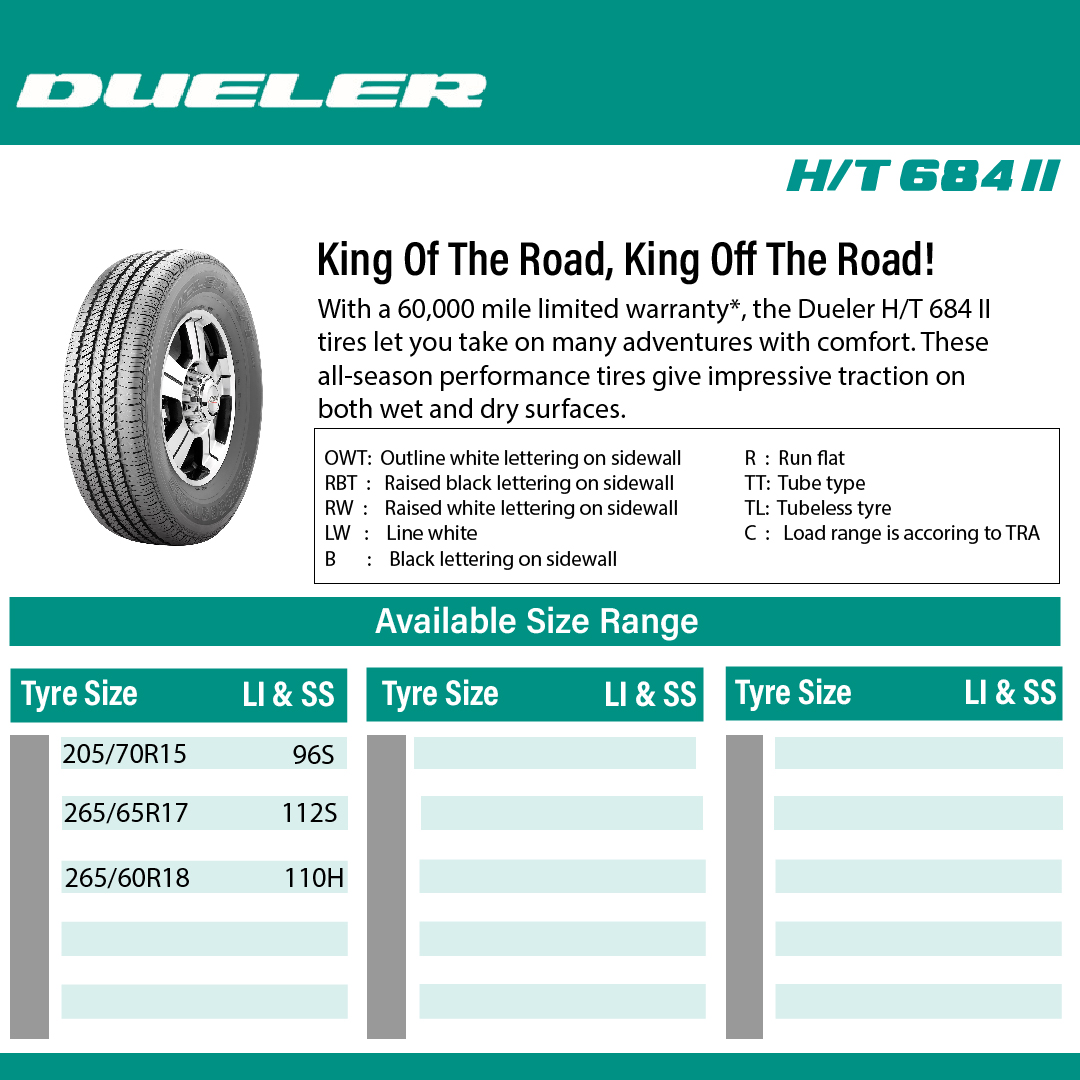 DUELER
H/T 684 II
King Of The Road, King Off The Road!
With a 60,000 mile limited warranty*, the Dueler H/T 684 II
tires let you take on many adventures with comfort. These
all-season performance tires give impressive traction on
both wet and dry surfaces.
OWT: Outline white lettering on sidewall
RBT : Raised black lettering on sidewall
RW : Raised white lettering on sidewall
LW : Line white
B : Black lettering on sidewall
R : Run flat
TT: Tube type
TL: Tubeless tyre
C : Load range is accoring to TRA
Available Size Range
Tyre Size LI & SS
205/70R15 96S
265/65R17 112S
265/60R18 110H
Tyre Size LI & SS
Tyre Size LI & SS